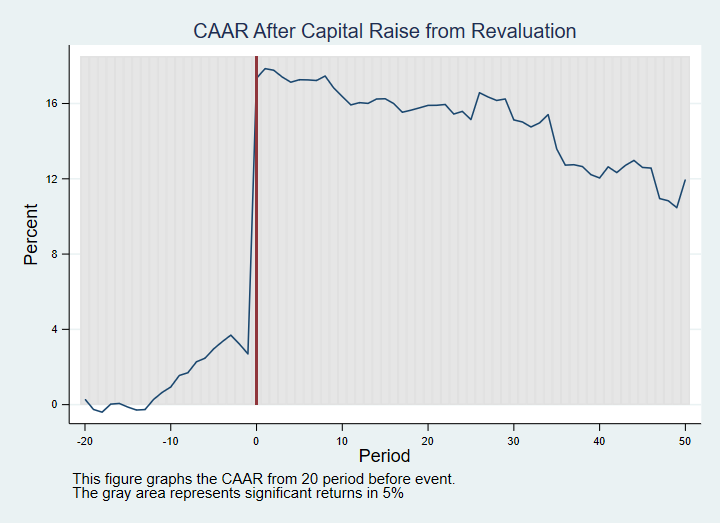 CAAR After Capital Raise from Revaluation
Percent
16
12
8
4
0
-20 -10 0 10 20 30 40 50
Period
This figure graphs the CAAR from 20 period before event.
The gray area represents significant returns in 5%